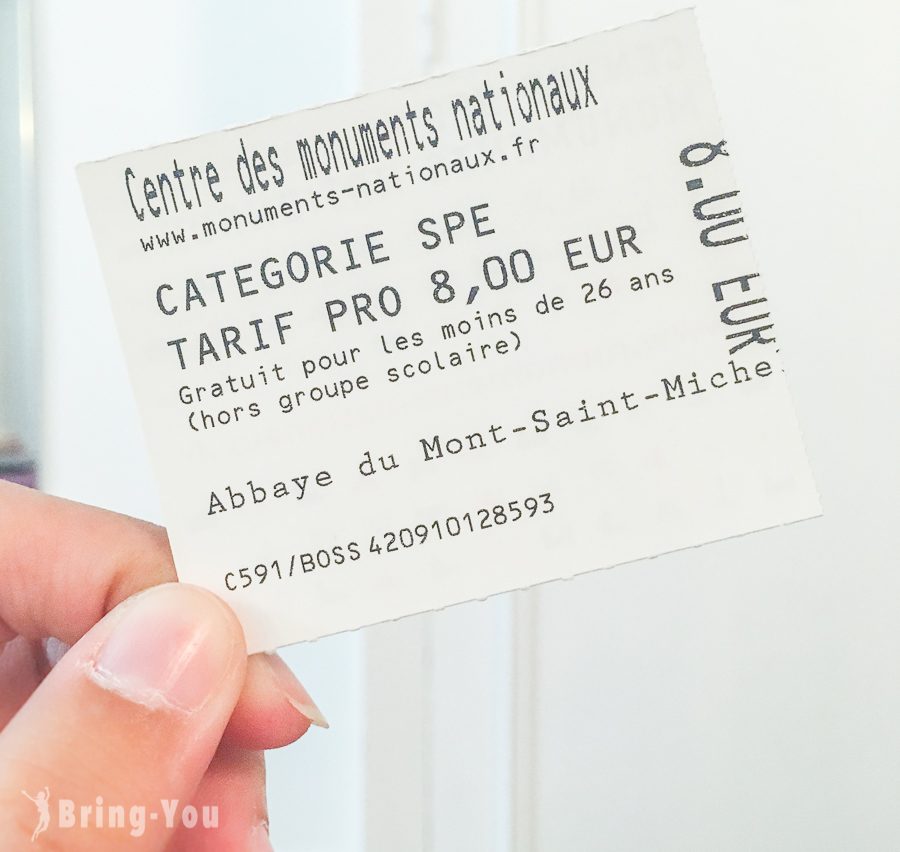 Centre des monuments nationaux
www.monuments-nationaux.fr
CATEGORIE SPE
TARIF PRO 8,00 EUR
Gratuit pour les moins de 26 ans
(hors groupe scolaire)
Abbaye du Mont-Saint-Miche
C591/BOSS 420910128593
8.00 EUR
Bring-You